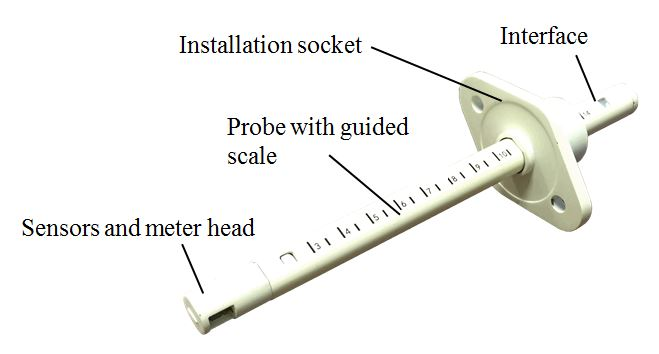 Interface
Installation socket
Probe with guided
scale
Sensors and meter head
3 4 5 6 7 8 9 10
14